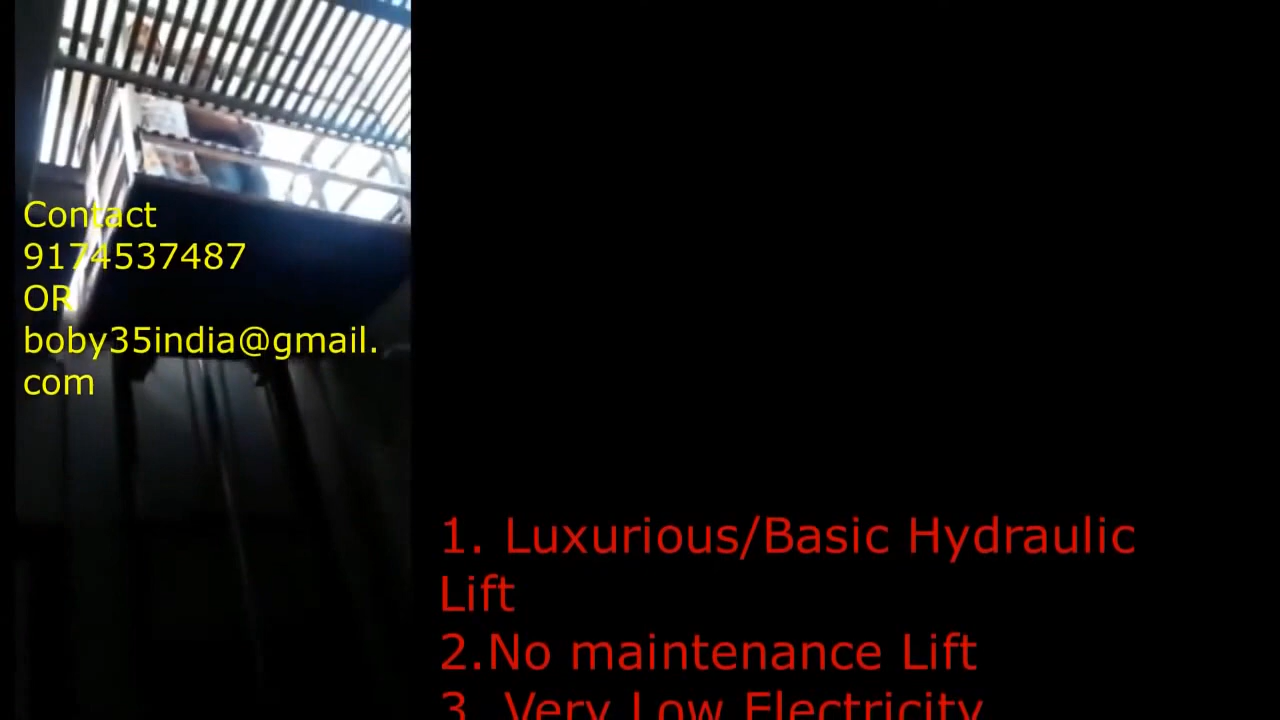 Contact
9174537487
OR
boby35india@gmail.
com
1. Luxurious/Basic Hydraulic
Lift
2.No maintenance Lift
3. Very Low Electricity